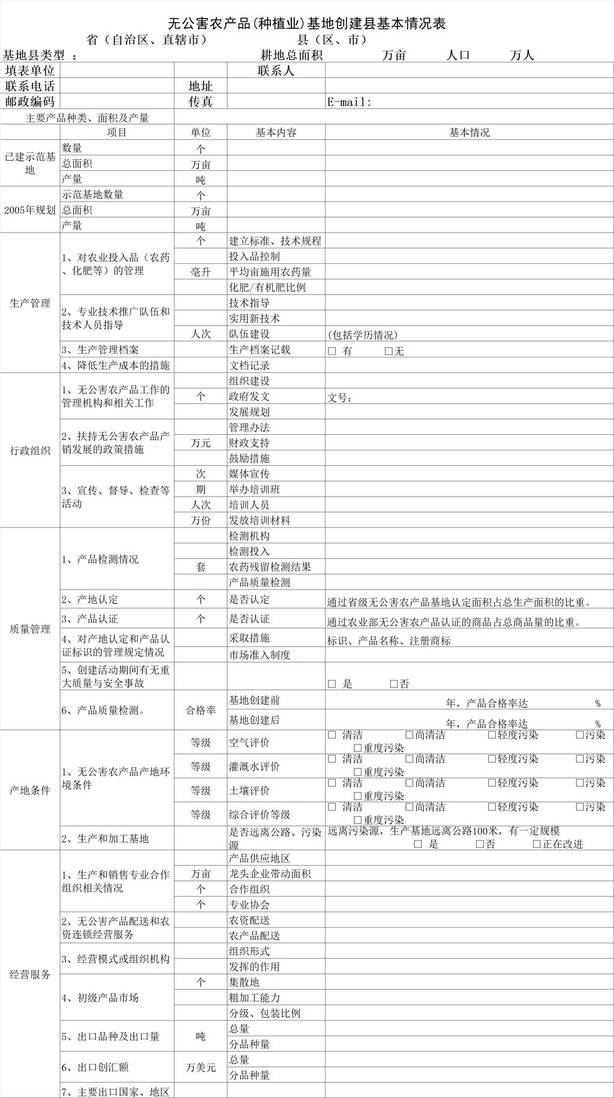 无公害农产品(种植业)基地创建县基本情况表
省（自治区、直辖市） 县（区、市）
基地县类型 ： 耕地总面积 万亩 人口 万人
填表单位 联系人
联系电话 地址
邮政编码 传真 E-mail:
主要产品种类、面积及产量
项目 单位 基本内容 基本情况
已建示范基地
数量 个
总面积 万亩
产量 吨
2005年规划
示范基地数量 个
总面积 万亩
产量 吨
生产管理
1、对农业投入品（农药
、化肥等）的管理
个 建立标准、技术规程
投入品控制
毫升 平均亩施用农药量
化肥/有机肥比例
2、专业技术推广队伍和
技术人员指导
技术指导
实用新技术
人次 队伍建设 (包括学历情况)
3、生产管理档案 生产档案记载 □ 有 □无
4、降低生产成本的措施 文档记录
行政组织
1、无公害农产品工作的
管理机构和相关工作
组织建设
个 政府发文 文号:
发展规划
2、扶持无公害农产品产
销发展的政策措施
管理办法
万元 财政支持
鼓励措施
3、宣传、督导、检查等
活动
次 媒体宣传
期 举办培训班
人次 培训人员
万份 发放培训材料
质量管理
1、产品检测情况
检测机构
检测投入
套 农药残留检测结果
产品质量检测
2、产地认定 个 是否认定 通过省级无公害农产品基地认定面积占总生产面积的比重。
3、产品认证 个 是否认证 通过农业部无公害农产品认证的商品占总商品量的比重。
4、对产地认定和产品认
证标识的管理规定情况
采取措施 标识、产品名称、注册商标
市场准入制度
5、创建活动期间有无重
大质量与安全事故
□ 是 □否
6、产品质量检测。 合格率
基地创建前 年，产品合格率达 %
基地创建后 年，产品合格率达 %
产地条件
1、无公害农产品产地环
境条件
等级 空气评价 □ 清洁 □尚清洁 □轻度污染 □污染
□重度污染
等级 灌溉水评价 □ 清洁 □尚清洁 □轻度污染 □污染
□重度污染
等级 土壤评价 □ 清洁 □尚清洁 □轻度污染 □污染
□重度污染
等级 综合评价等级 □ 清洁 □尚清洁 □轻度污染 □污染
□重度污染
2、生产和加工基地
是否远离公路、污染
源
远离污染源，生产基地远离公路100米，有一定规模
□ 是 □否 □正在改进
经营服务
1、生产和销售专业合作
组织相关情况
产品供应地区
万亩 龙头企业带动面积
个 合作组织
个 专业协会
2、无公害产品配送和农
资连锁经营服务
农资配送
农产品配送
3、经营模式或组织机构
组织形式
发挥的作用
4、初级产品市场
个 集散地
粗加工能力
分级、包装比例
5、出口品种及出口量 吨
总量
分品种量
6、出口创汇额 万美元
总量
分品种量
7、主要出口国家、地区